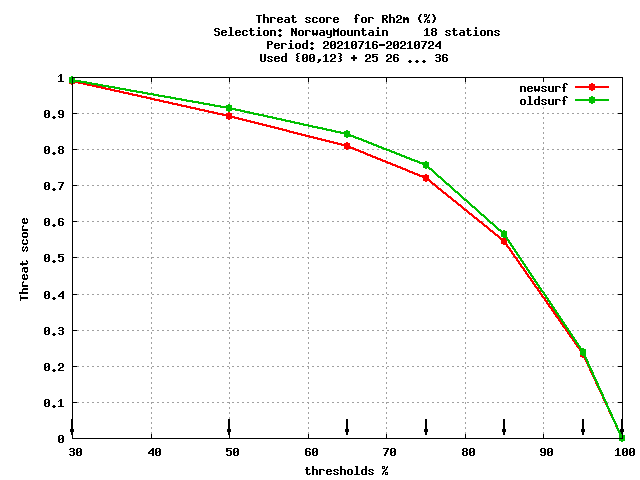 Threat score  for Rh2m (%)
Selection: NorwayMountain     18 stations
Period: 20210716-20210724
Used {00,12} + 25 26 ... 36
newsurf
oldsurf
1
0.9
0.8
0.7
0.6
0.5
0.4
0.3
0.2
0.1
0
Threat score
30 40 50 60 70 80 90 100
thresholds %